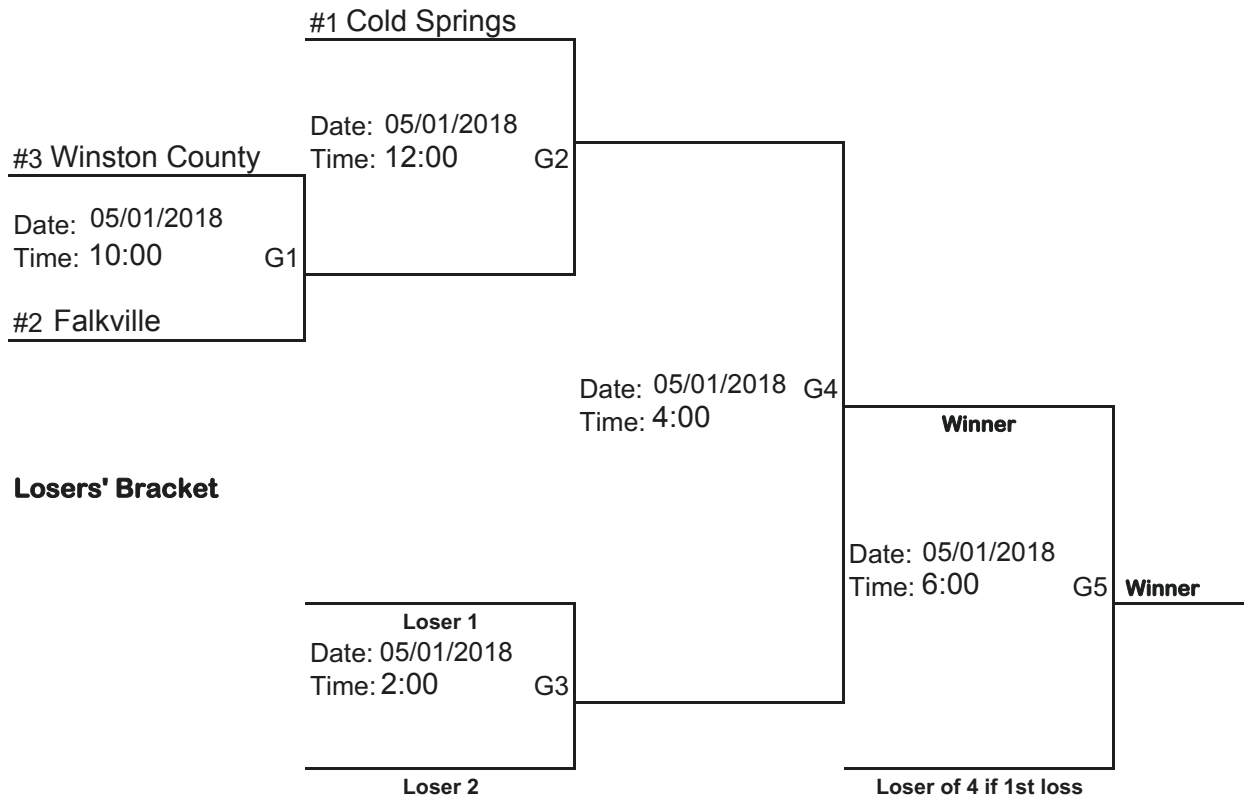 #1 Cold Springs
Date: 05/01/2018
Time: 12:00 G2
#3 Winston County
Date: 05/01/2018
Time: 10:00 G1
#2 Falkville
Date: 05/01/2018 G4
Time: 4:00
Winner
Losers' Bracket
Date: 05/01/2018
Time: 6:00 G5 Winner
Loser 1
Date: 05/01/2018
Time: 2:00 G3
Loser 2
Loser of 4 if 1st loss